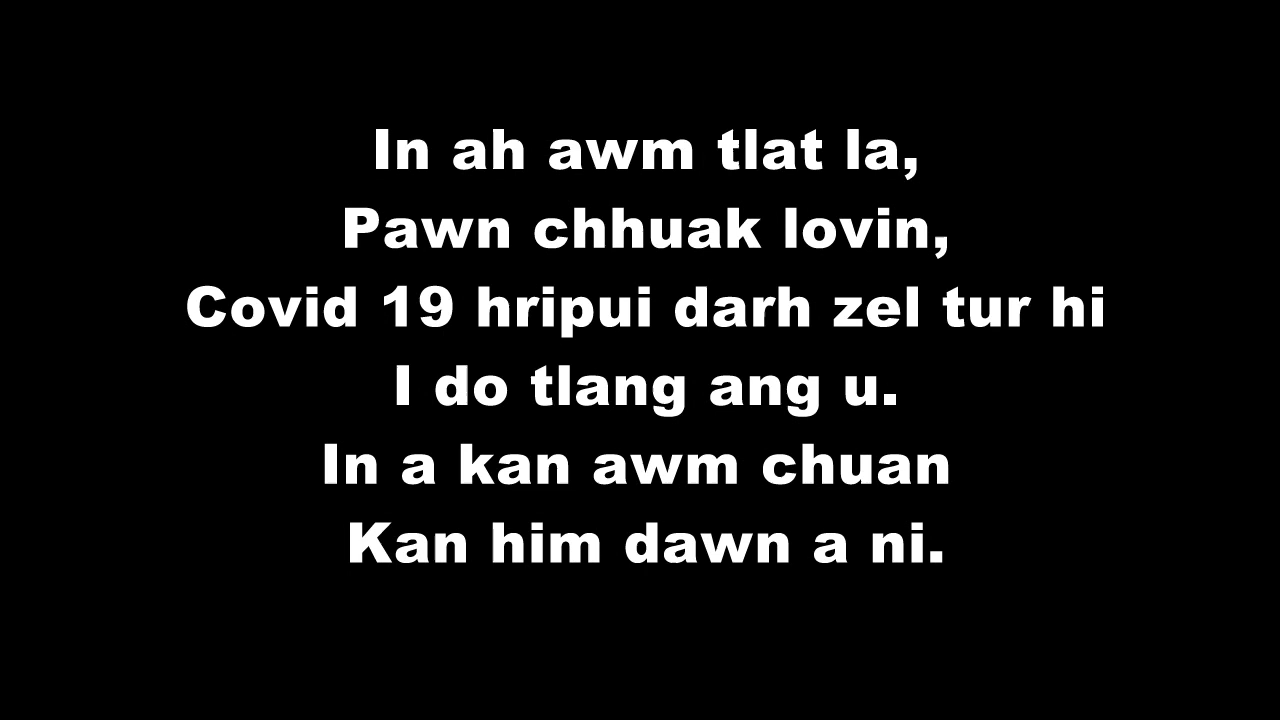 In ah awm tlat la,
Pawn chhuak lovin,
Covid 19 hripui darh zel tur hi
I do tlang ang u.
In a kan awm chuan
Kan him dawn a ni.